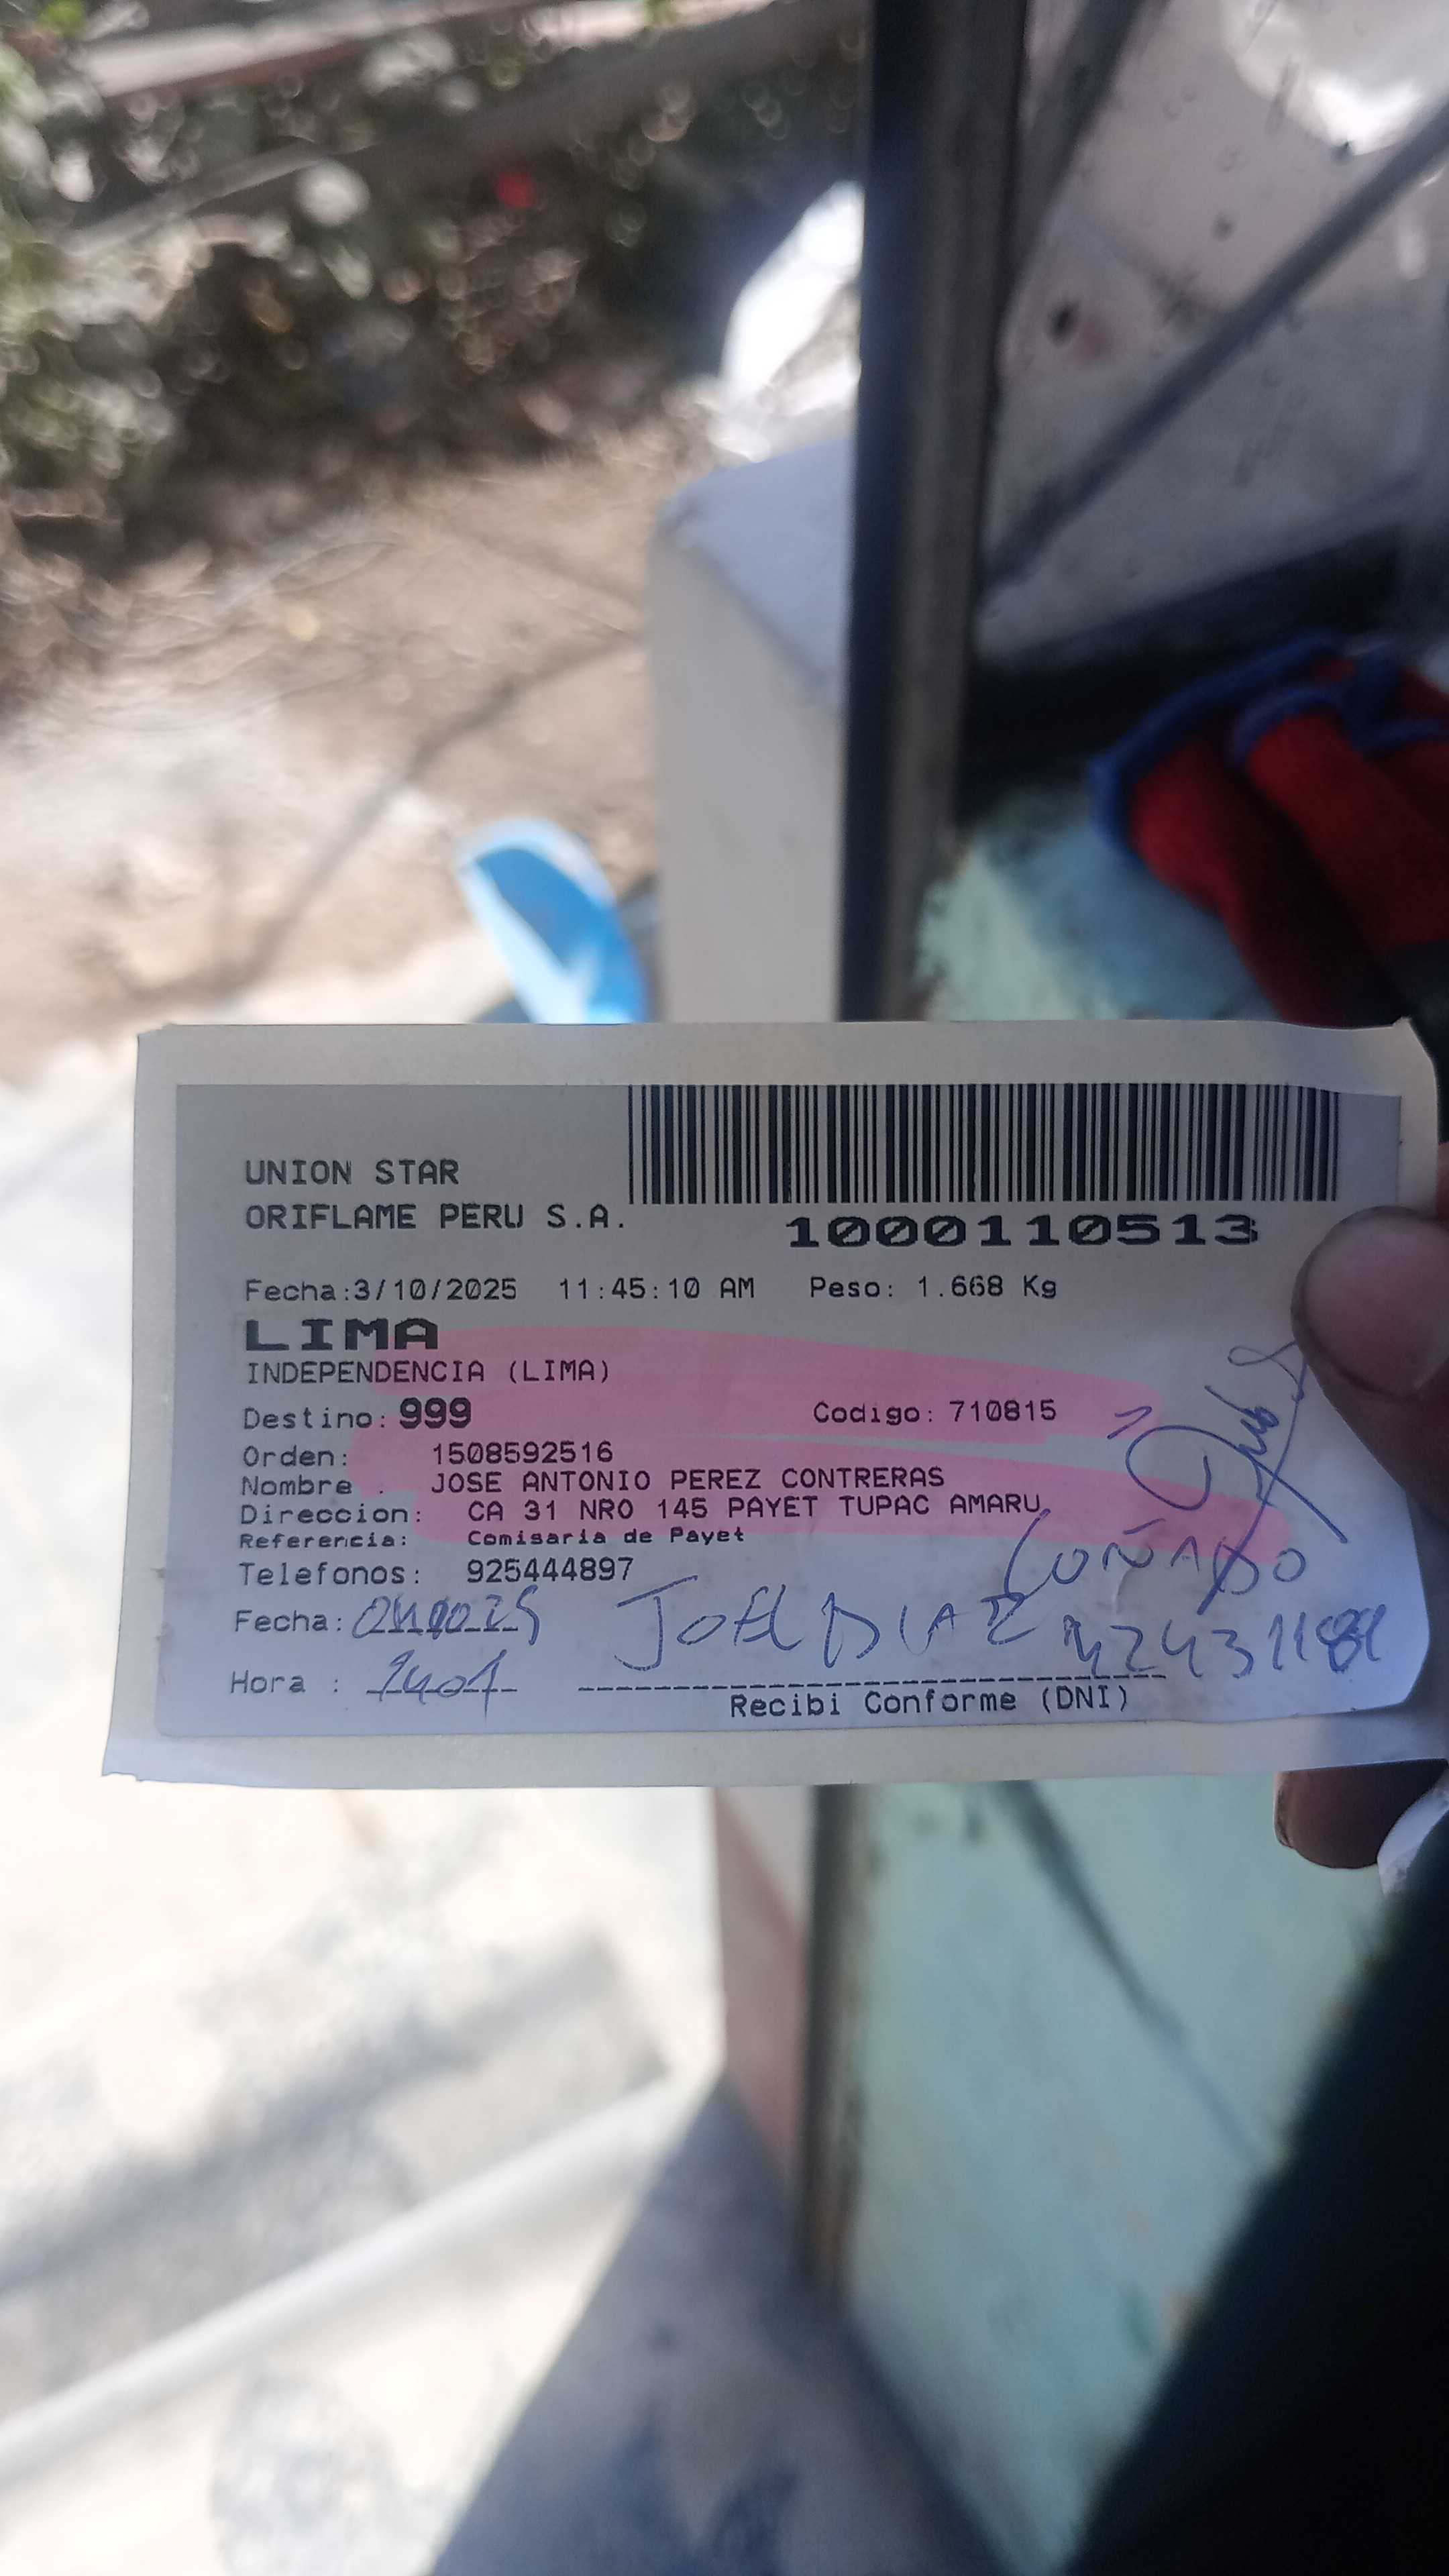 UNION STAR
ORIFLAME PERU S.A.
1000110513
Fecha:3/10/2025 11:45:10 AM Peso: 1.668 Kg
LIMA
INDEPENDENCIA (LIMA)
Destino: 999 Codigo: 710815
Orden: 1508592516
Nombre : JOSE ANTONIO PEREZ CONTRERAS
Direccion: CA 31 NRO 145 PAYET TUPAC AMARU,
Referencia: Comisaria de Payet
CUÑADO
Telefonos: 925444897
Fecha: JOEL DIAZ
Hora :
Recibi Conforme (DNI)